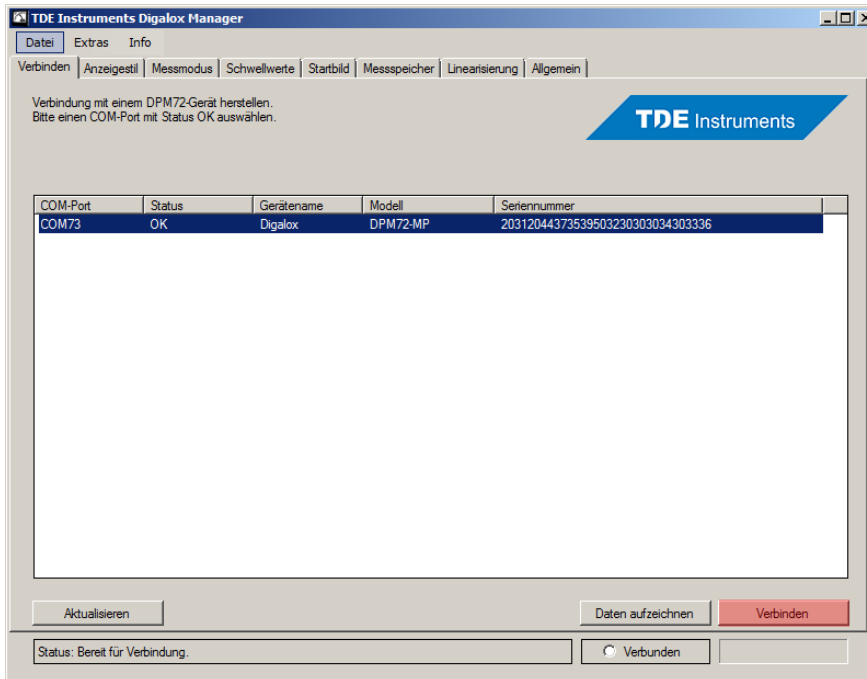 TDE Instruments Digalox Manager
Datei Extras Info
Verbinden Anzeigestil Messmodus Schwellwerte Startbild Messspeicher Linearisierung Allgemein
Verbindung mit einem DPM72-Gerät herstellen.
Bitte einen COM-Port mit Status OK auswählen.
TDE Instruments
COM-Port Status Gerätename Modell Seriennummer
COM73 OK Digalox DPM72-MP 20312044373539503230303034303336
Aktualisieren Daten aufzeichnen Verbinden
Status: Bereit für Verbindung. Verbunden